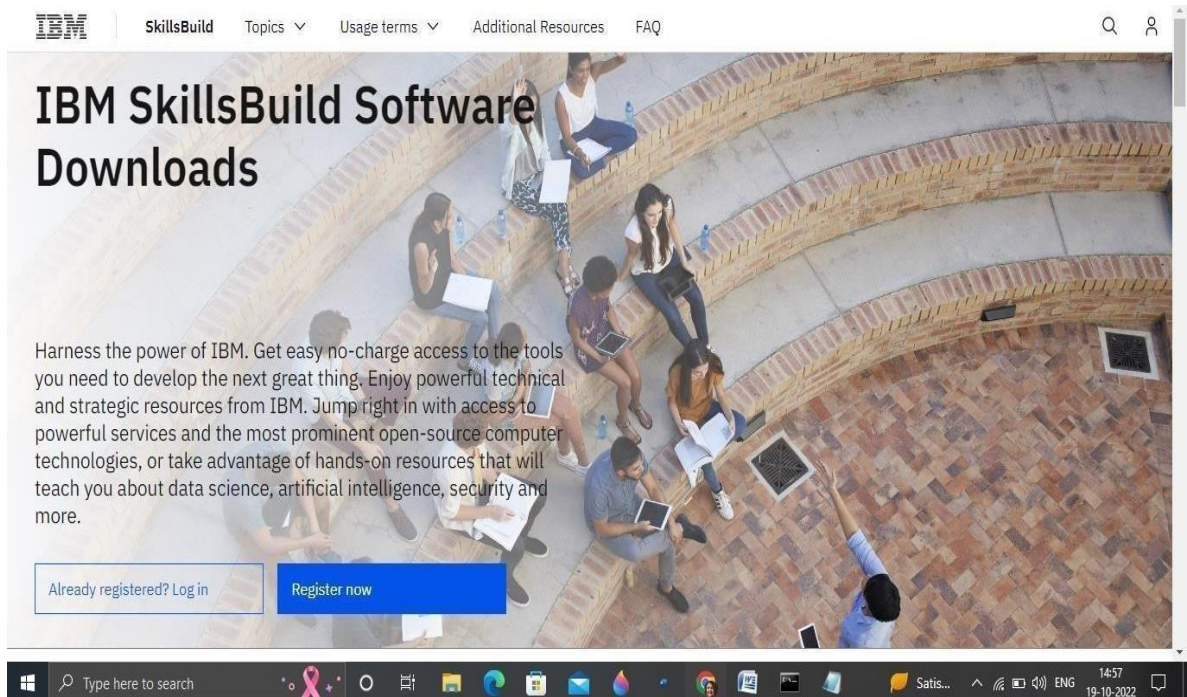 IBM SkillsBuild Topics Usage terms Additional Resources FAQ
IBM SkillsBuild Software
Downloads
Harness the power of IBM. Get easy no-charge access to the tools
you need to develop the next great thing. Enjoy powerful technical
and strategic resources from IBM. Jump right in with access to
powerful services and the most prominent open-source computer
technologies, or take advantage of hands-on resources that will
teach you about data science, artificial intelligence, security and
more.
Already registered? Log in Register now
Type here to search Satis... ENG 14:57
19-10-2022